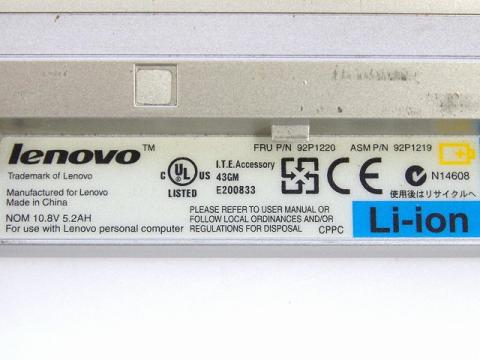 lenovo™
Trademark of Lenovo
Manufactured for Lenovo
Made in China
NOM 10.8V 5.2AH
For use with Lenovo personal computer
c UL US
LISTED
I.T.E. Accessory
43GM
E200833
FRU P/N 92P1220 ASM P/N 92P1219
CE
N14608
使用後はリサイクルへ
PLEASE REFER TO USER MANUAL OR
FOLLOW LOCAL ORDINANCES AND/OR
REGULATIONS FOR DISPOSAL CPPC
Li-ion